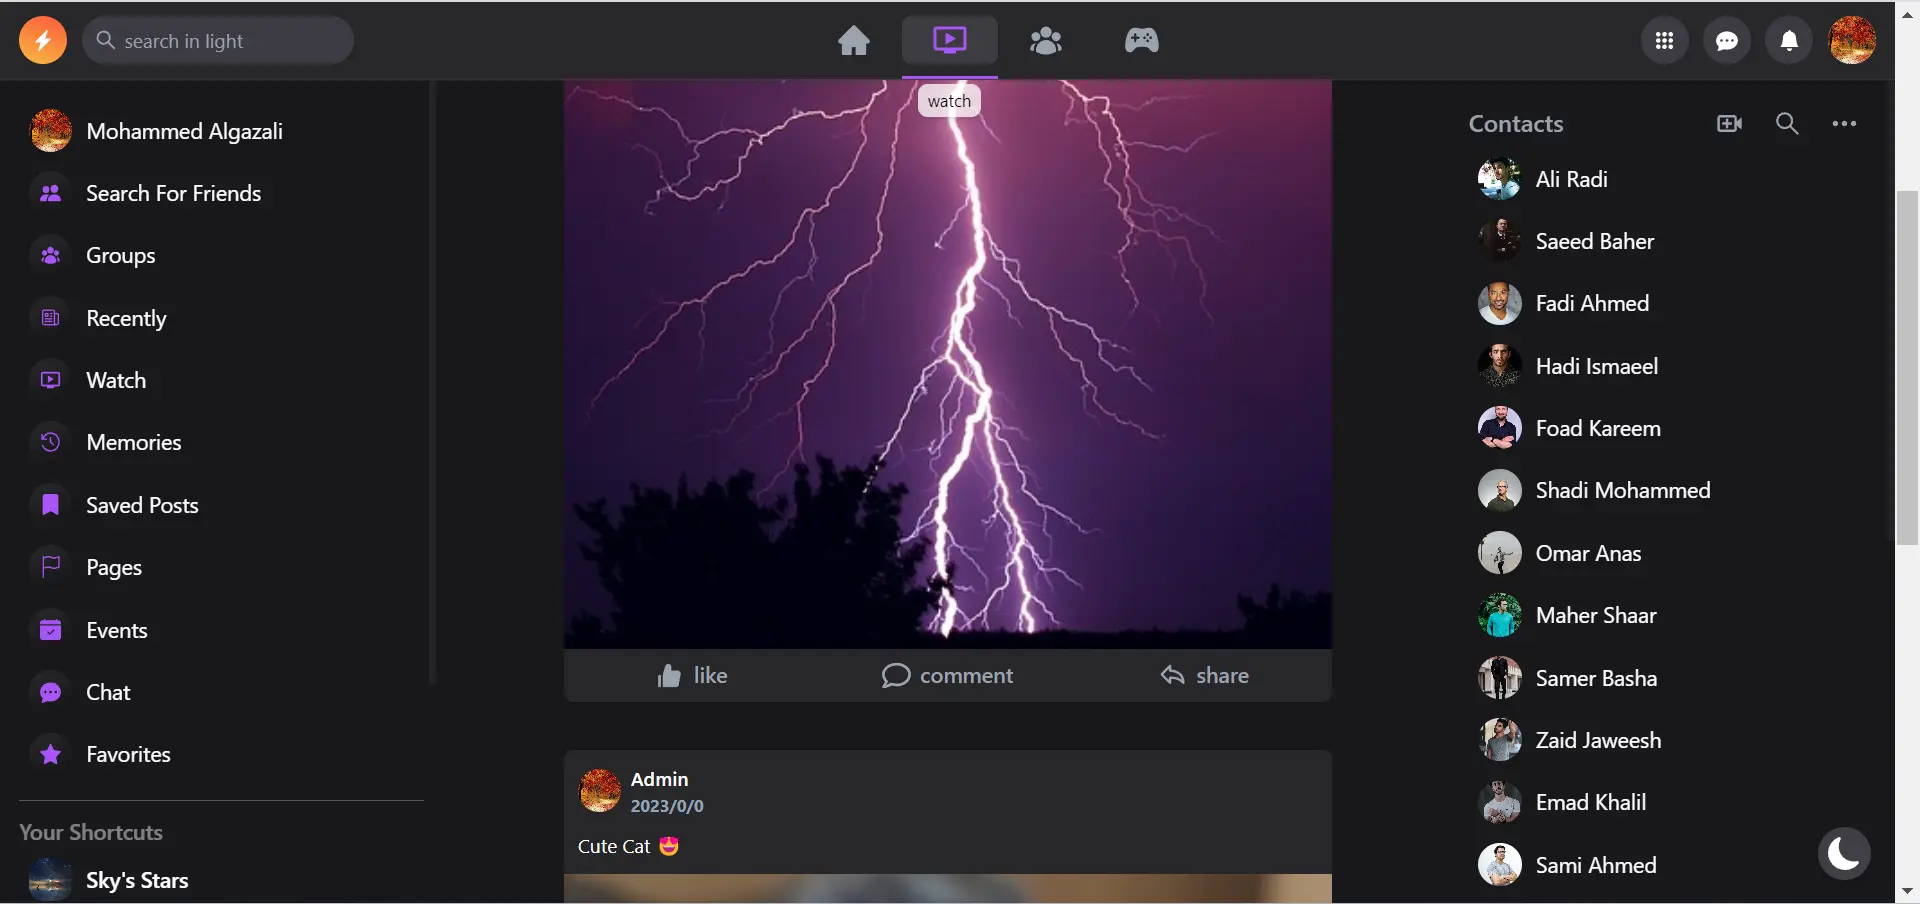 search in light
watch
Mohammed Algazali
Search For Friends
Groups
Recently
Watch
Memories
Saved Posts
Pages
Events
Chat
Favorites
Your Shortcuts
Sky's Stars
like
comment
share
Admin
2023/0/0
Cute Cat 😍
Contacts
Ali Radi
Saeed Baher
Fadi Ahmed
Hadi Ismaeel
Foad Kareem
Shadi Mohammed
Omar Anas
Maher Shaar
Samer Basha
Zaid Jaweesh
Emad Khalil
Sami Ahmed